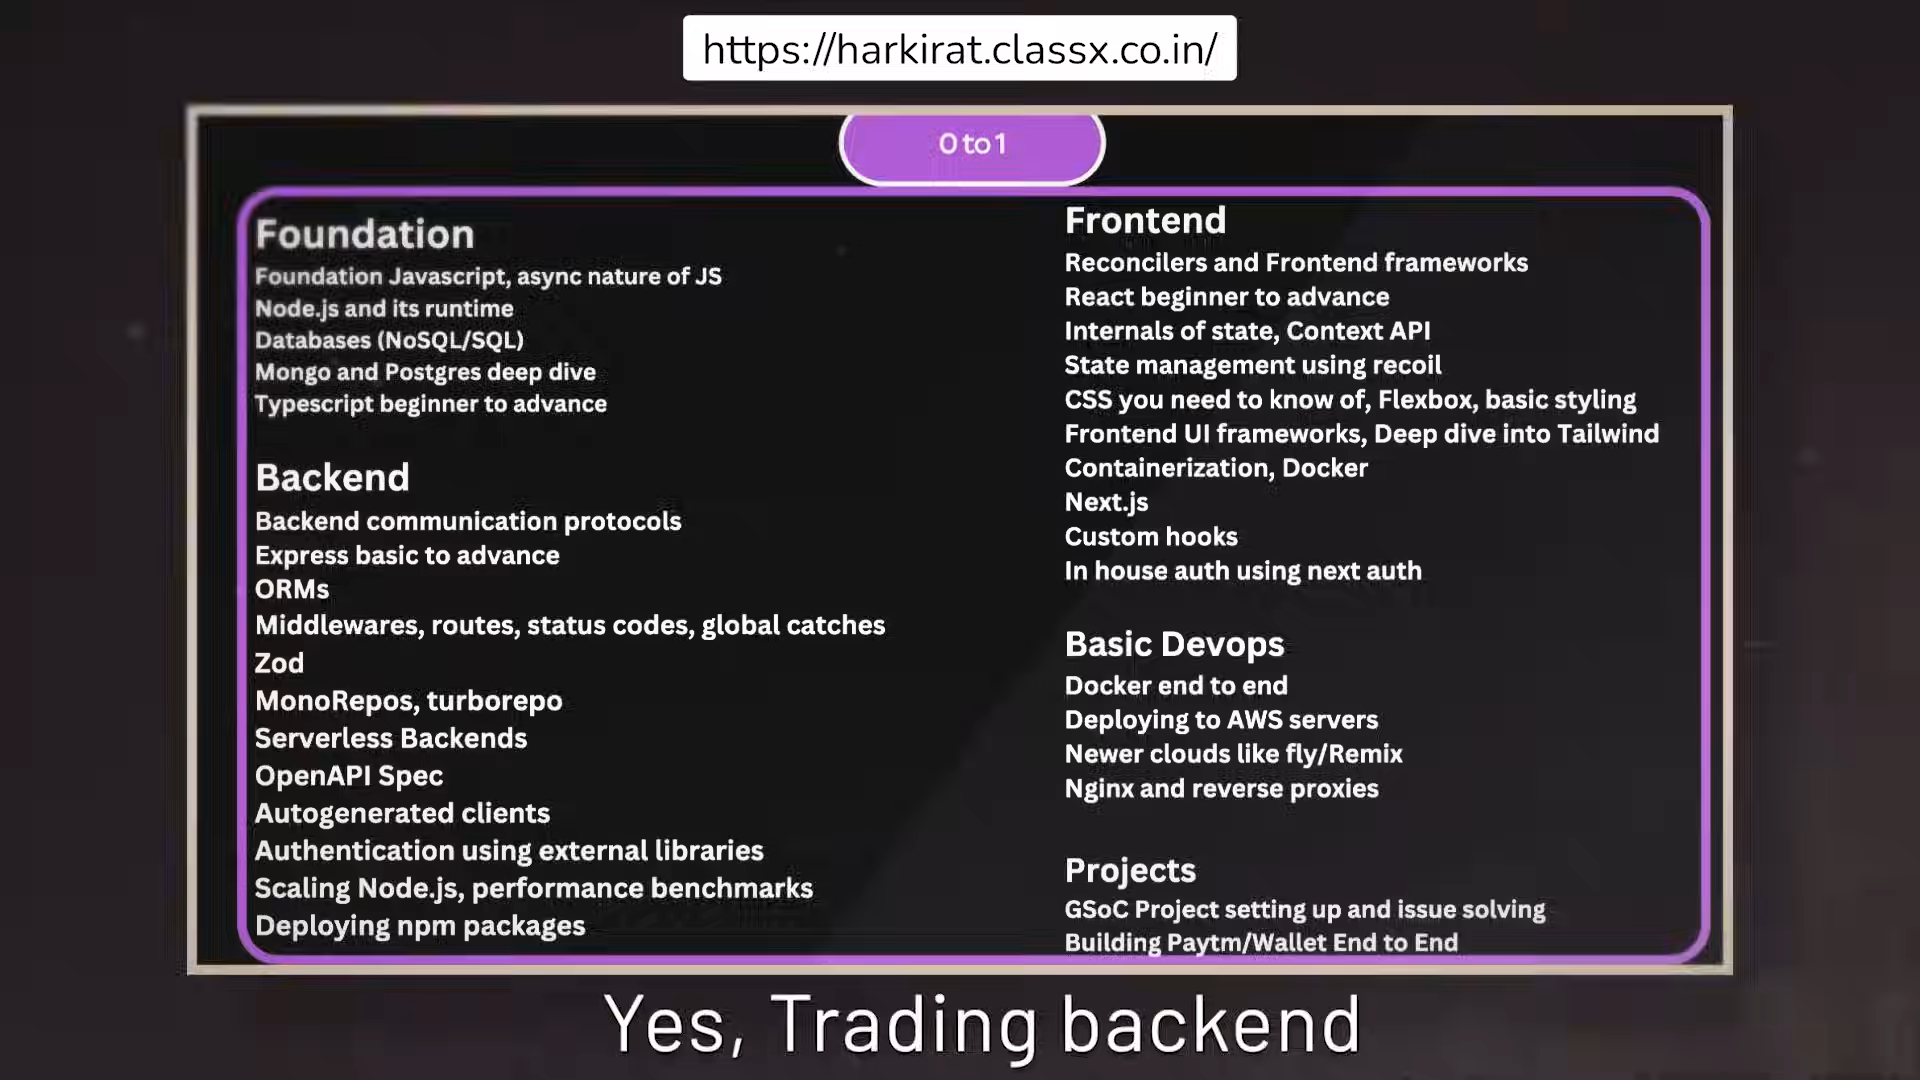 https://harkirat.classx.co.in/
0 to 1
Foundation
Foundation Javascript, async nature of JS
Node.js and its runtime
Databases (NoSQL/SQL)
Mongo and Postgres deep dive
Typescript beginner to advance
Backend
Backend communication protocols
Express basic to advance
ORMs
Middlewares, routes, status codes, global catches
Zod
MonoRepos, turborepo
Serverless Backends
OpenAPI Spec
Autogenerated clients
Authentication using external libraries
Scaling Node.js, performance benchmarks
Deploying npm packages
Frontend
Reconcilers and Frontend frameworks
React beginner to advance
Internals of state, Context API
State management using recoil
CSS you need to know of, Flexbox, basic styling
Frontend UI frameworks, Deep dive into Tailwind
Containerization, Docker
Next.js
Custom hooks
In house auth using next auth
Basic Devops
Docker end to end
Deploying to AWS servers
Newer clouds like fly/Remix
Nginx and reverse proxies
Projects
GSoC Project setting up and issue solving
Building Paytm/Wallet End to End
Yes, Trading backend